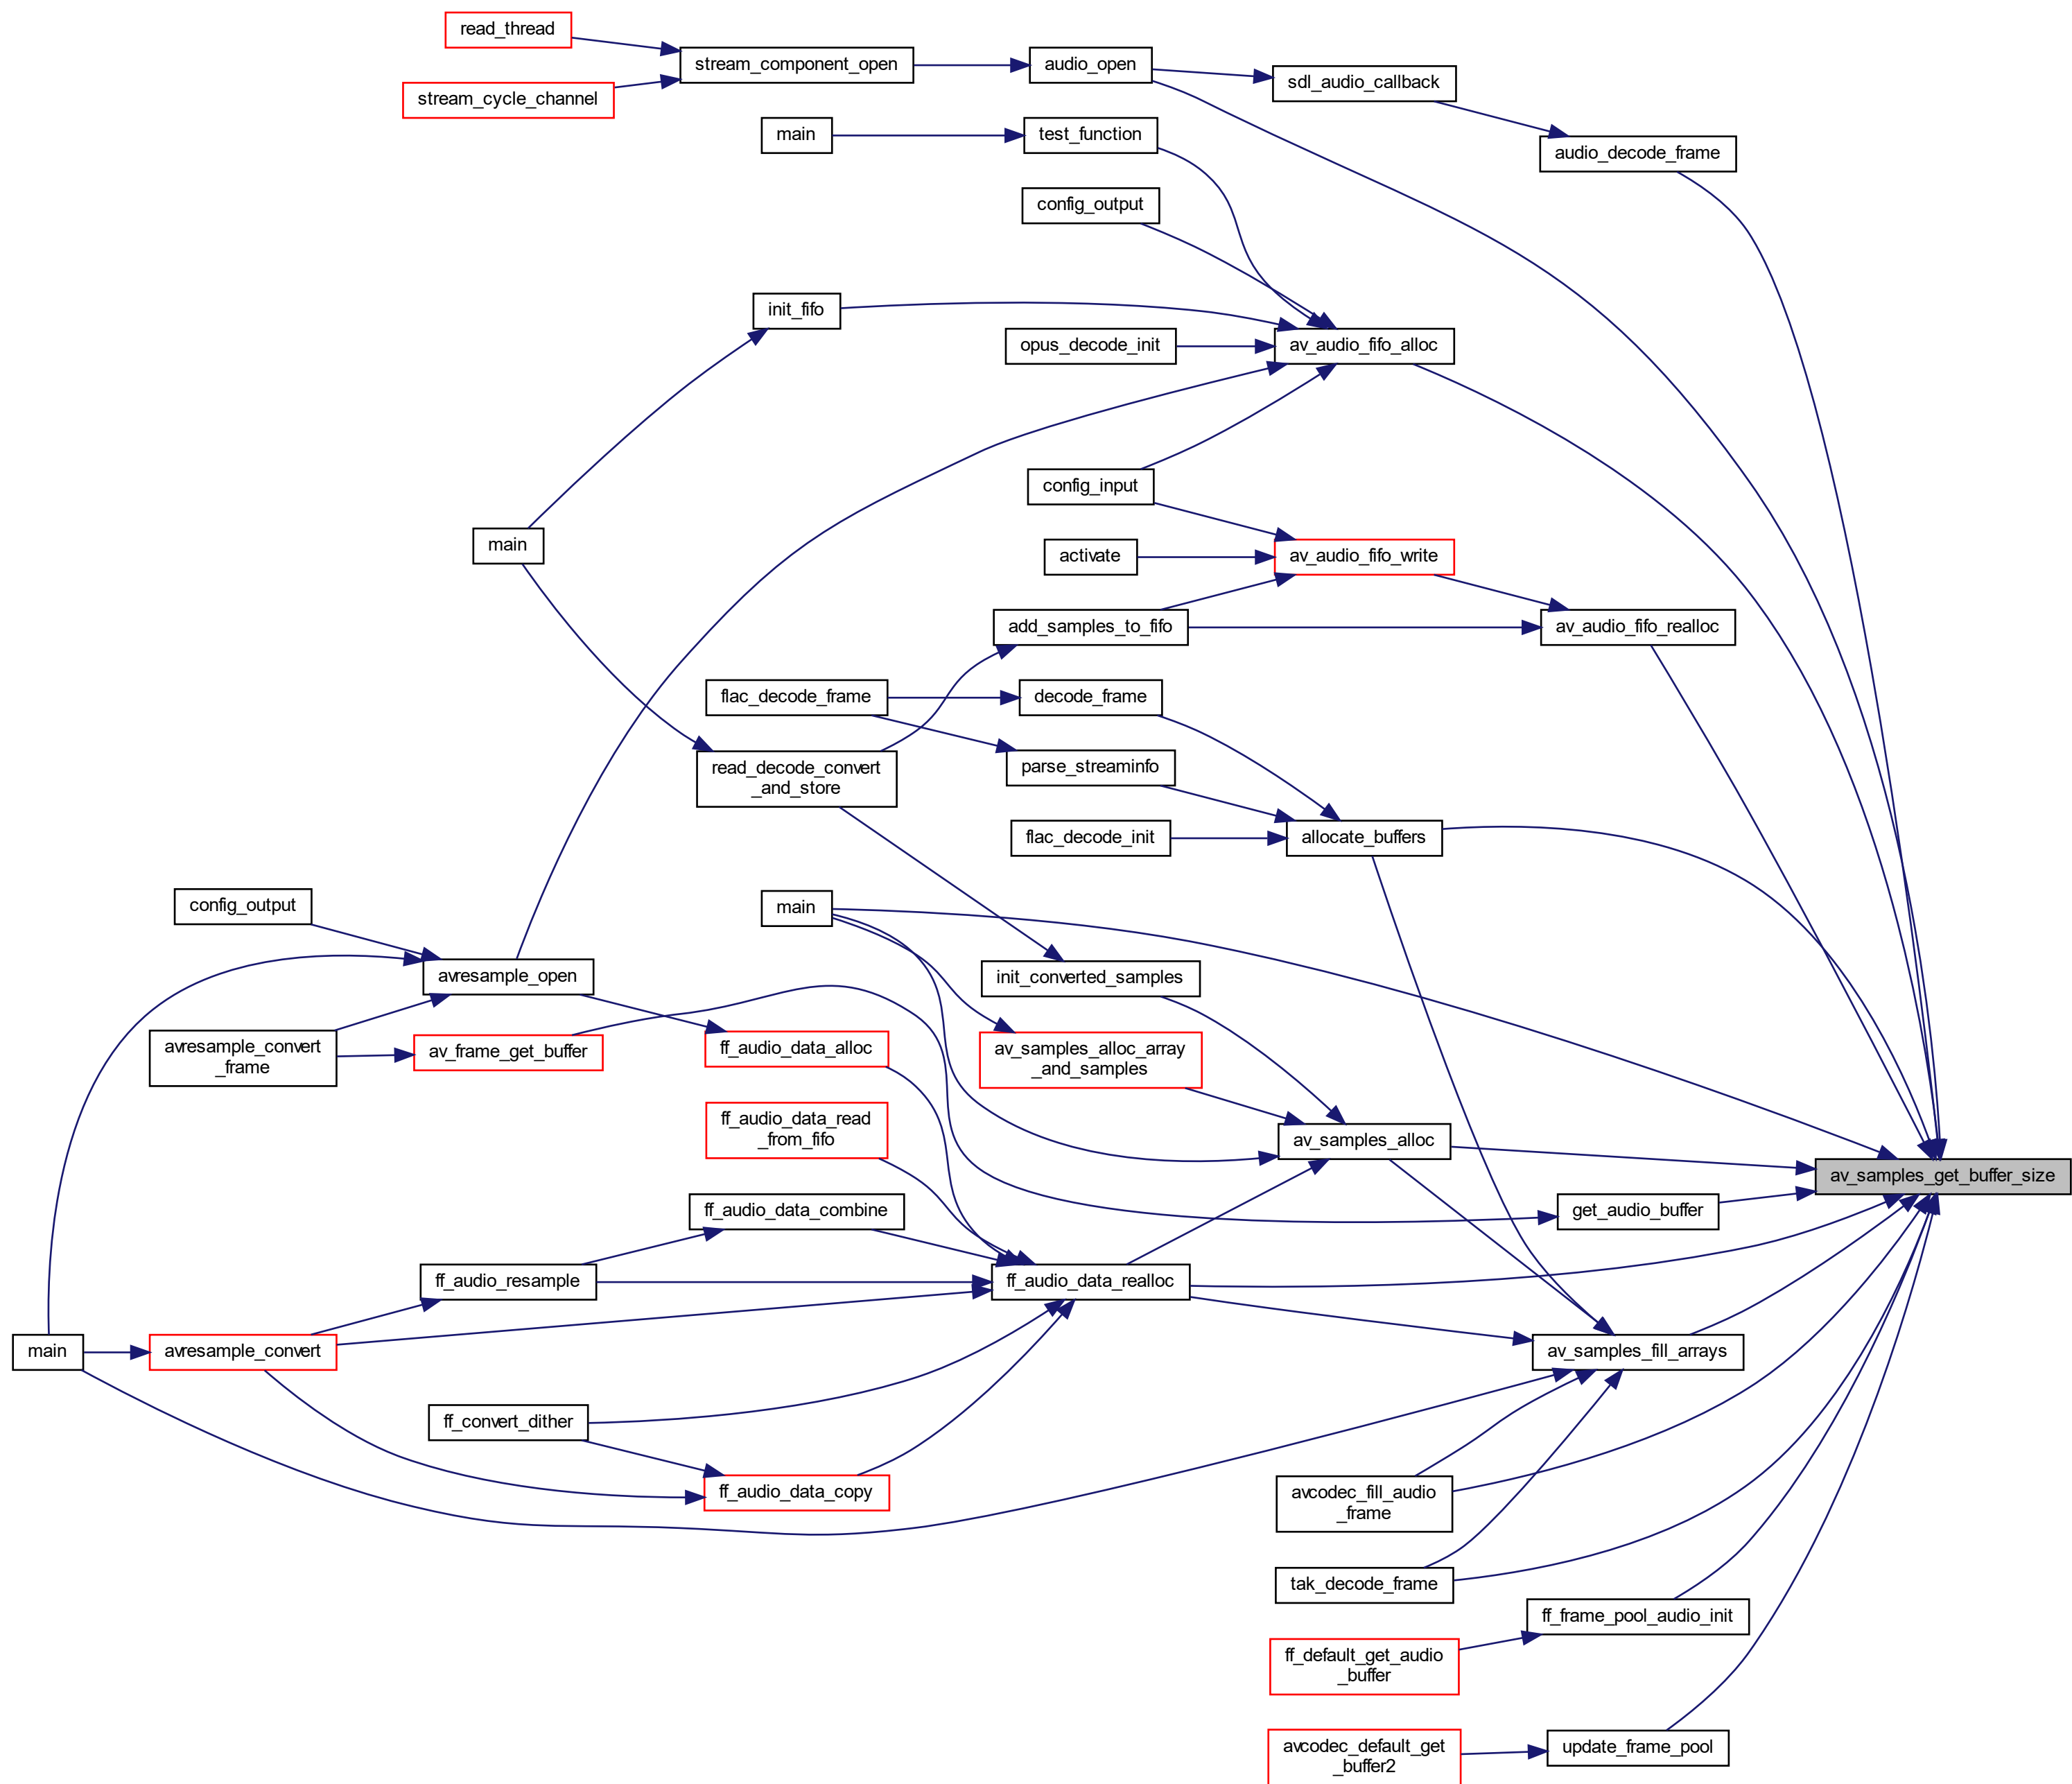 read_thread
stream_component_open
audio_open
sdl_audio_callback
stream_cycle_channel
main
test_function
audio_decode_frame
config_output
init_fifo
opus_decode_init
av_audio_fifo_alloc
config_input
main
activate
av_audio_fifo_write
add_samples_to_fifo
av_audio_fifo_realloc
flac_decode_frame
decode_frame
read_decode_convert
_and_store
parse_streaminfo
flac_decode_init
allocate_buffers
config_output
main
avresample_open
init_converted_samples
avresample_convert
_frame
av_frame_get_buffer
ff_audio_data_alloc
av_samples_alloc_array
_and_samples
ff_audio_data_read
_from_fifo
av_samples_alloc
av_samples_get_buffer_size
ff_audio_data_combine
get_audio_buffer
ff_audio_resample
ff_audio_data_realloc
main
avresample_convert
av_samples_fill_arrays
ff_convert_dither
ff_audio_data_copy
avcodec_fill_audio
_frame
tak_decode_frame
ff_frame_pool_audio_init
ff_default_get_audio
_buffer
avcodec_default_get
_buffer2
update_frame_pool